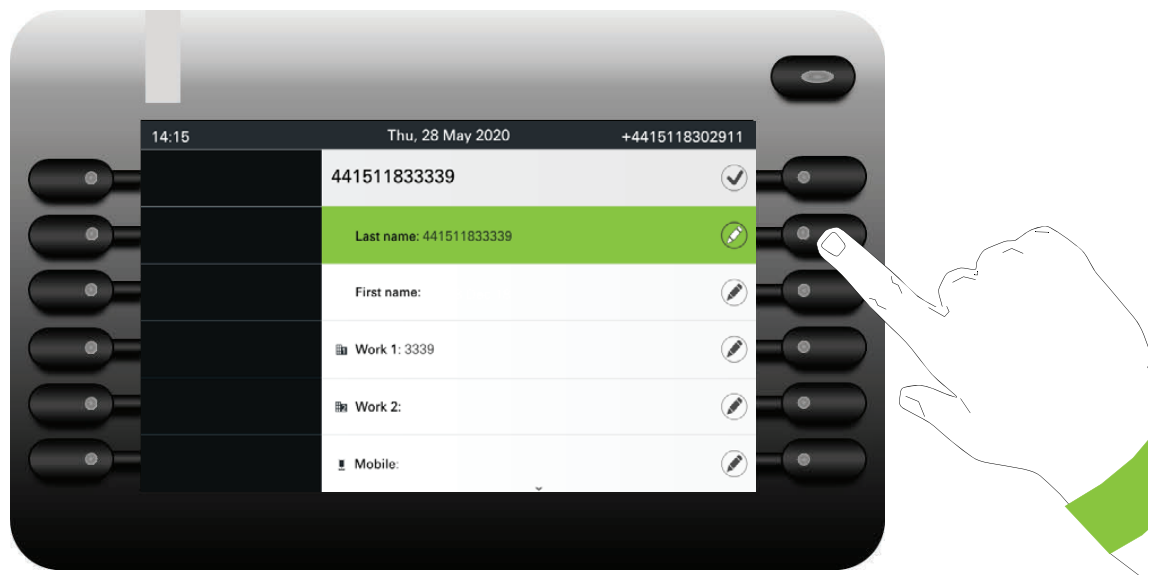 14:15 Thu, 28 May 2020 +4415118302911
441511833339
Last name: 441511833339
First name:
Work 1: 3339
Work 2:
Mobile: